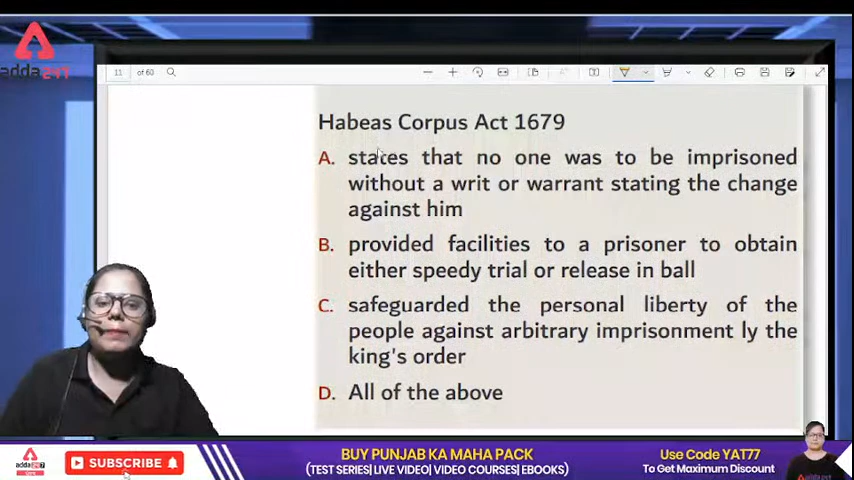 adda247
11 of 60
Habeas Corpus Act 1679
A. states that no one was to be imprisoned
without a writ or warrant stating the change
against him
B. provided facilities to a prisoner to obtain
either speedy trial or release in ball
C. safeguarded the personal liberty of the
people against arbitrary imprisonment ly the
king's order
D. All of the above
adda247
SUBSCRIBE
BUY PUNJAB KA MAHA PACK
(TEST SERIES| LIVE VIDEO| VIDEO COURSES| EBOOKS)
Use Code YAT77
To Get Maximum Discount